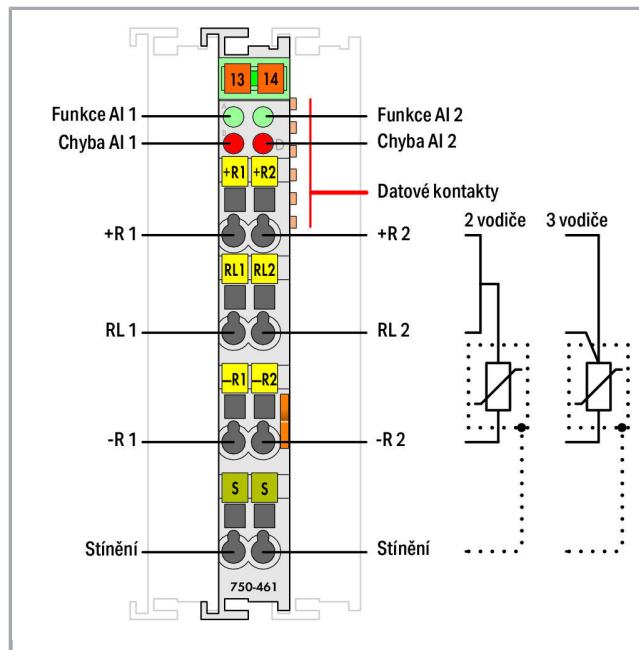 13 14
A C
Funkce AI 1 Funkce AI 2
Chyba AI 1 D Chyba AI 2
+R1 +R2
Datové kontakty
2 vodiče 3 vodiče
+R 1 +R 2
RL1 RL2
RL 1 RL 2
–R1 –R2
-R 1 -R 2
S S
Stínění Stínění
750-461